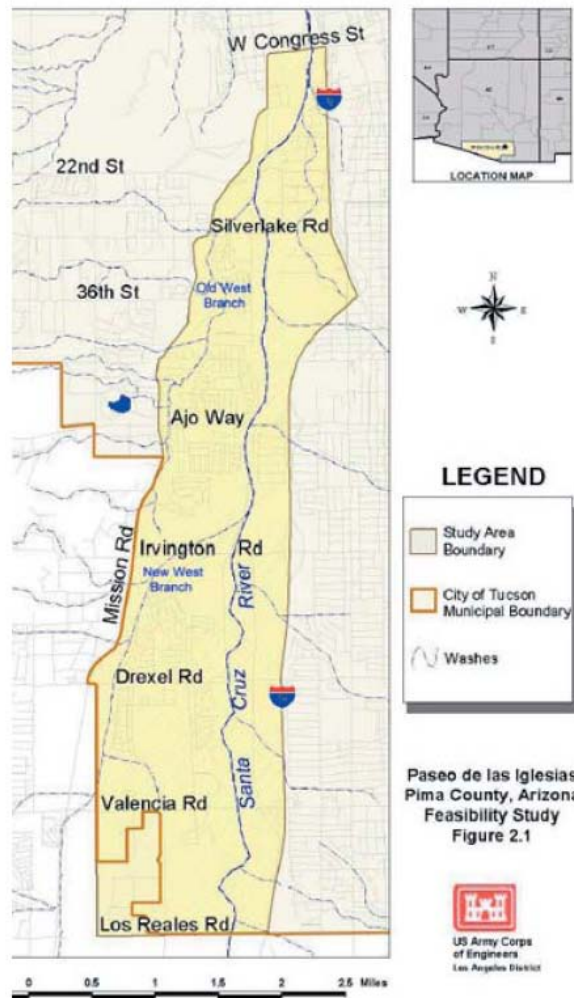 W Congress St
22nd St
Silverlake Rd
36th St
Old West
Branch
Ajo Way
Mission Rd
Irvington Rd
New West
Branch
Santa Cruz River
Drexel Rd
Valencia Rd
Los Reales Rd
0 0.5 1 1.5 2 2.5 Miles
LOCATION MAP
N
W E
S
LEGEND
Study Area
Boundary
City of Tucson
Municipal Boundary
Washes
Paseo de las Iglesias
Pima County, Arizona
Feasibility Study
Figure 2.1
US Army Corps
of Engineers
Los Angeles District